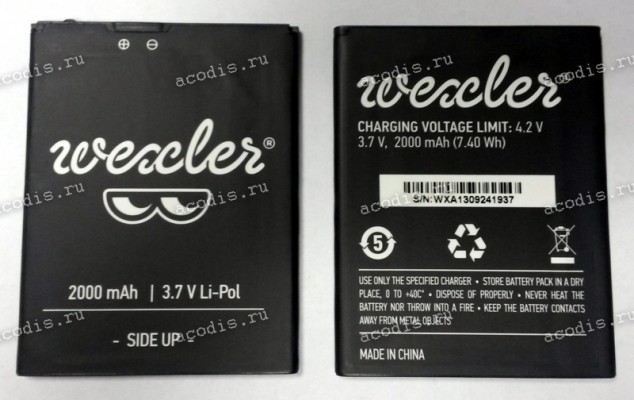 wexler®
2000 mAh | 3.7 V Li-Pol
- SIDE UP -
wexler
CHARGING VOLTAGE LIMIT: 4.2 V
3.7 V, 2000 mAh (7.40 Wh)
S/N:WXA1309241937
5
USE ONLY THE SPECIFIED CHARGER • STORE BATTERY PACK IN A DRY
PLACE, 0 TO +40C° • DISPOSE OF PROPERLY • NEVER HEAT THE
BATTERY NOR THROW INTO A FIRE • KEEP THE BATTERY CONTACTS
AWAY FROM METAL OBJECTS
MADE IN CHINA
acodis.ru